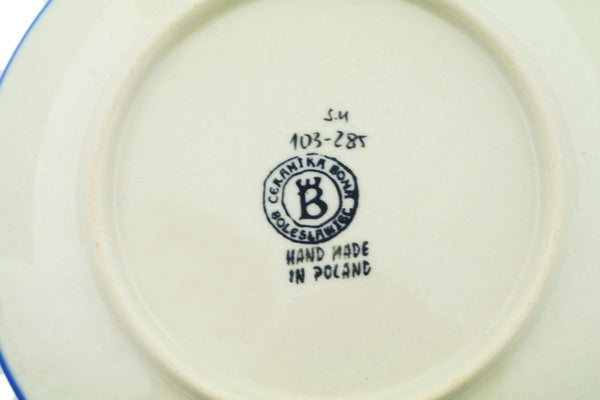 S.U
103-285
CERAMIKA BONA
B
BOLESŁAWIEC
HAND MADE
IN POLAND